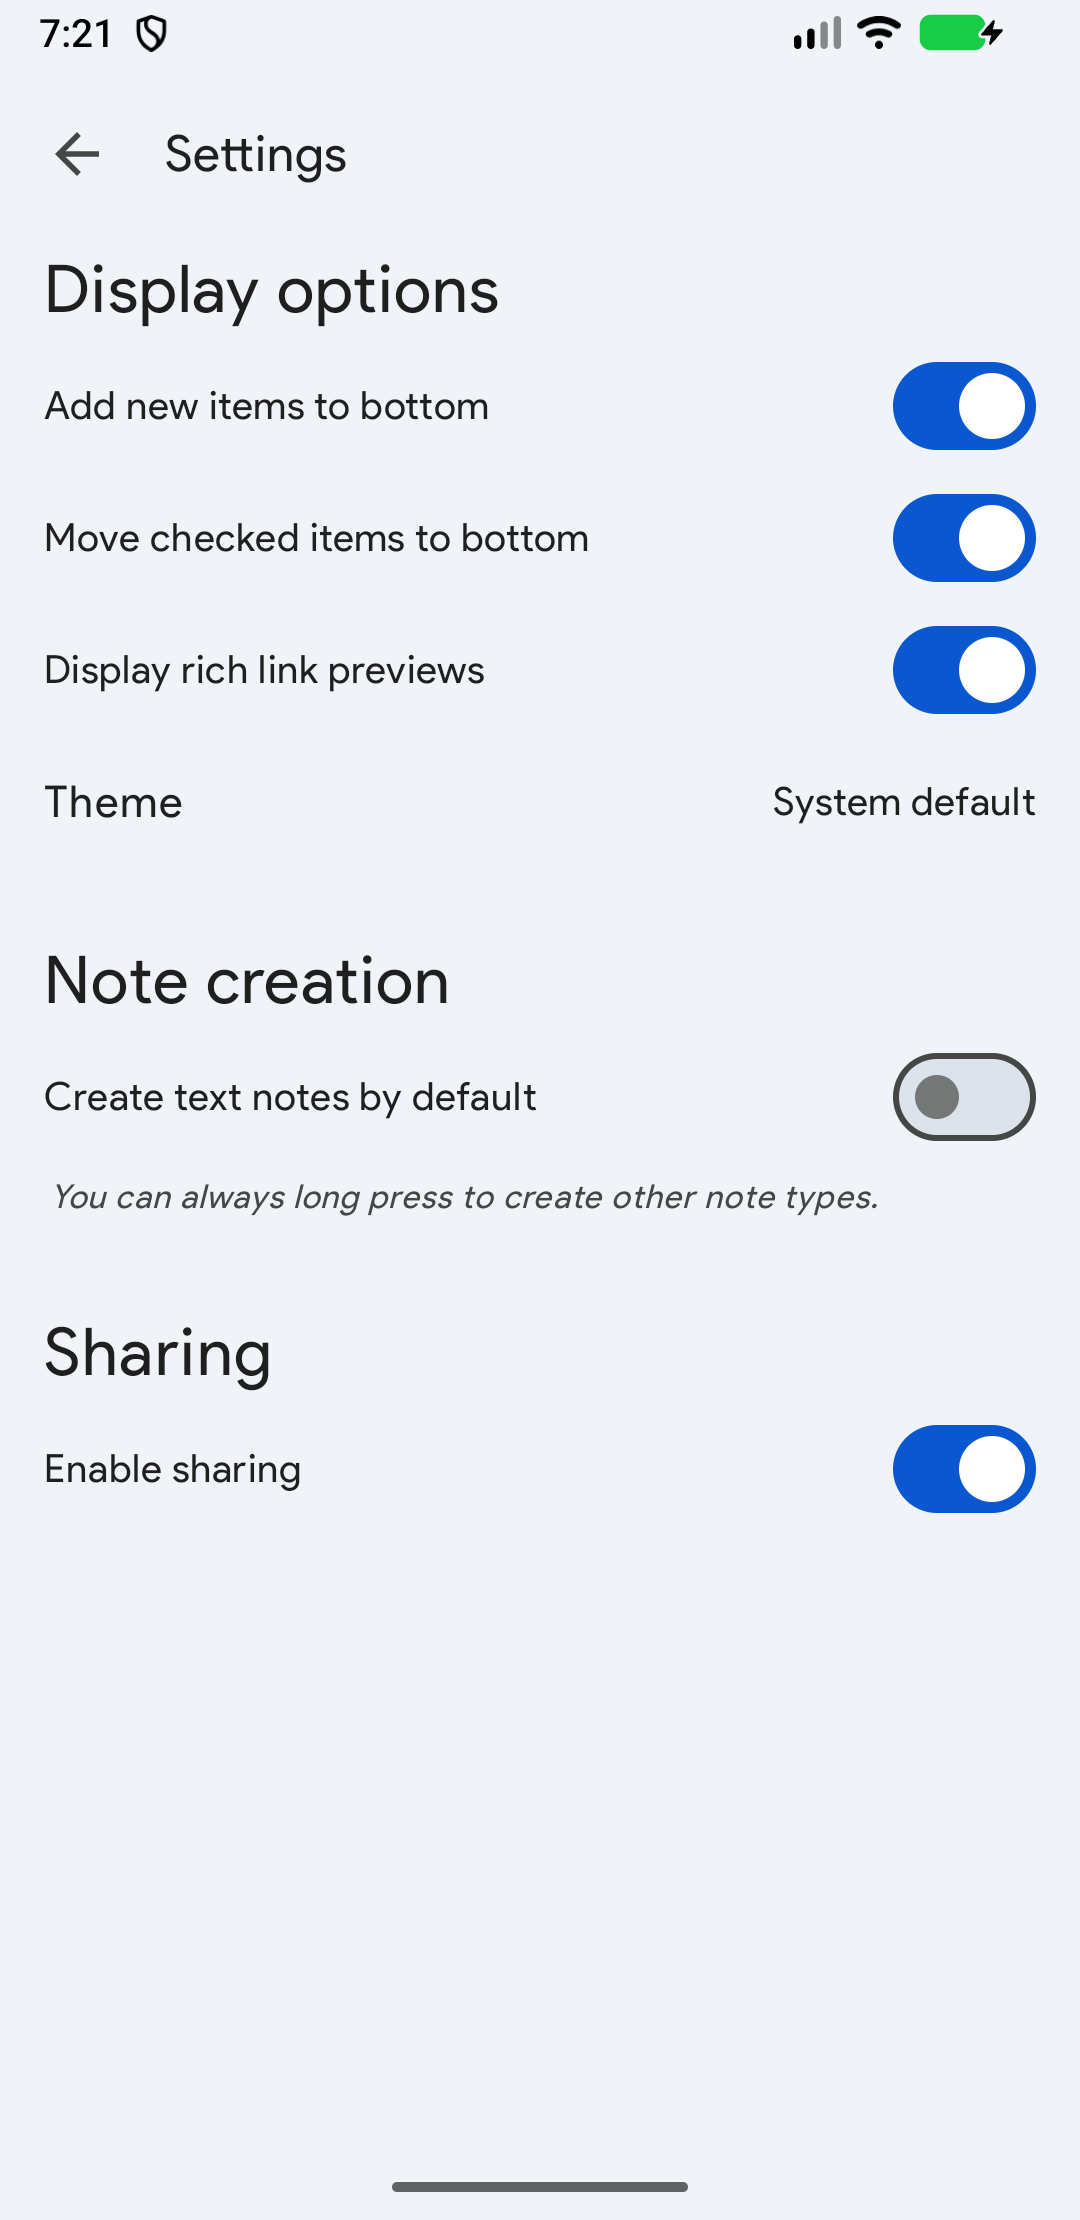 7:21
Settings
Display options
Add new items to bottom
Move checked items to bottom
Display rich link previews
Theme System default
Note creation
Create text notes by default
You can always long press to create other note types.
Sharing
Enable sharing